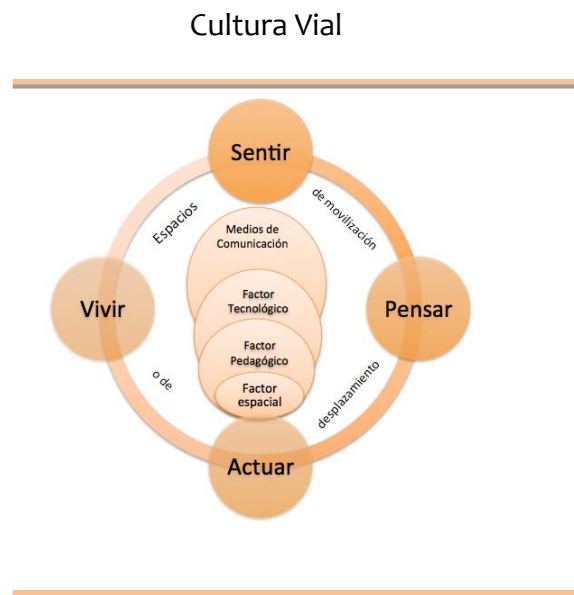 Cultura Vial
Sentir
Espacios
de movilización
Medios de
Comunicación
Vivir
Factor
Tecnológico
Pensar
Factor
Pedagógico
o de
desplazamiento
Factor
espacial
Actuar